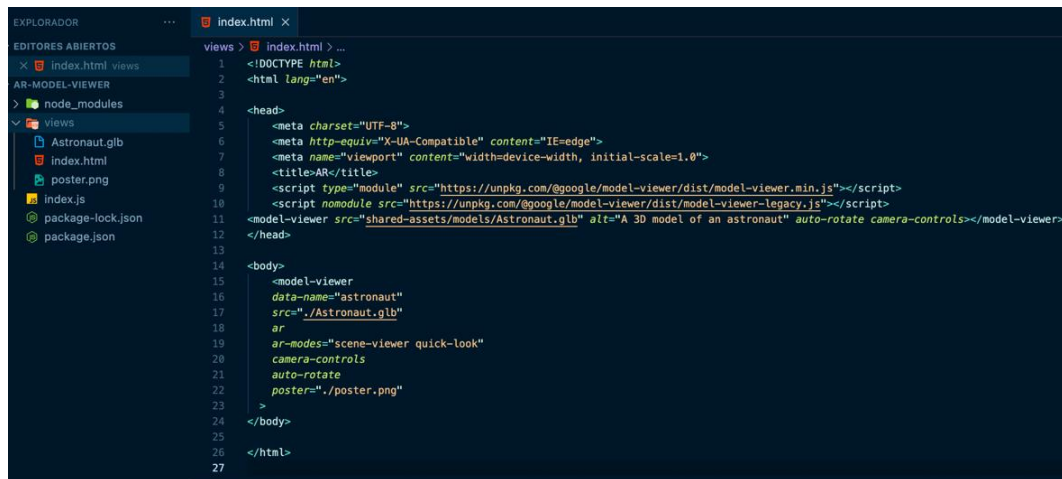 EXPLORADOR ...
EDITORES ABIERTOS
index.html views
AR-MODEL-VIEWER
node_modules
views
Astronaut.glb
index.html
poster.png
JS index.js
package-lock.json
package.json
index.html ×
views > index.html > ...
1 <!DOCTYPE html>
2 <html lang="en">
3
4 <head>
5 <meta charset="UTF-8">
6 <meta http-equiv="X-UA-Compatible" content="IE=edge">
7 <meta name="viewport" content="width=device-width, initial-scale=1.0">
8 <title>AR</title>
9 <script type="module" src="https://unpkg.com/@google/model-viewer/dist/model-viewer.min.js"></script>
10 <script nomodule src="https://unpkg.com/@google/model-viewer/dist/model-viewer-legacy.js"></script>
11 <model-viewer src="shared-assets/models/Astronaut.glb" alt="A 3D model of an astronaut" auto-rotate camera-controls></model-viewer>
12 </head>
13
14 <body>
15 <model-viewer
16 data-name="astronaut"
17 src="./Astronaut.glb"
18 ar
19 ar-modes="scene-viewer quick-look"
20 camera-controls
21 auto-rotate
22 poster="./poster.png"
23 >
24 </body>
25
26 </html>
27